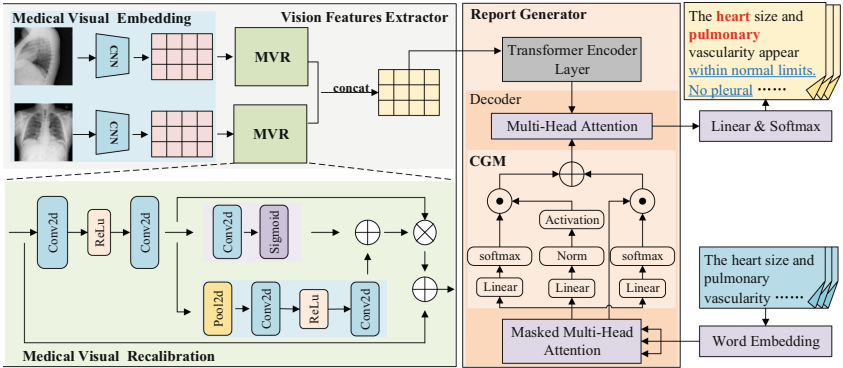 Medical Visual Embedding
Vision Features Extractor
CNN
MVR
CNN
MVR
concat
Conv2d
ReLu
Conv2d
Conv2d
Sigmoid
Pool2d
Conv2d
ReLu
Conv2d
Medical Visual Recalibration
Report Generator
Transformer Encoder
Layer
Decoder
Multi-Head Attention
CGM
Activation
softmax
Norm
softmax
Linear
Linear
Linear
Masked Multi-Head
Attention
The heart size and
pulmonary
vascularity appear
within normal limits.
No pleural ······
Linear & Softmax
The heart size and
pulmonary
vascularity ······
Word Embedding